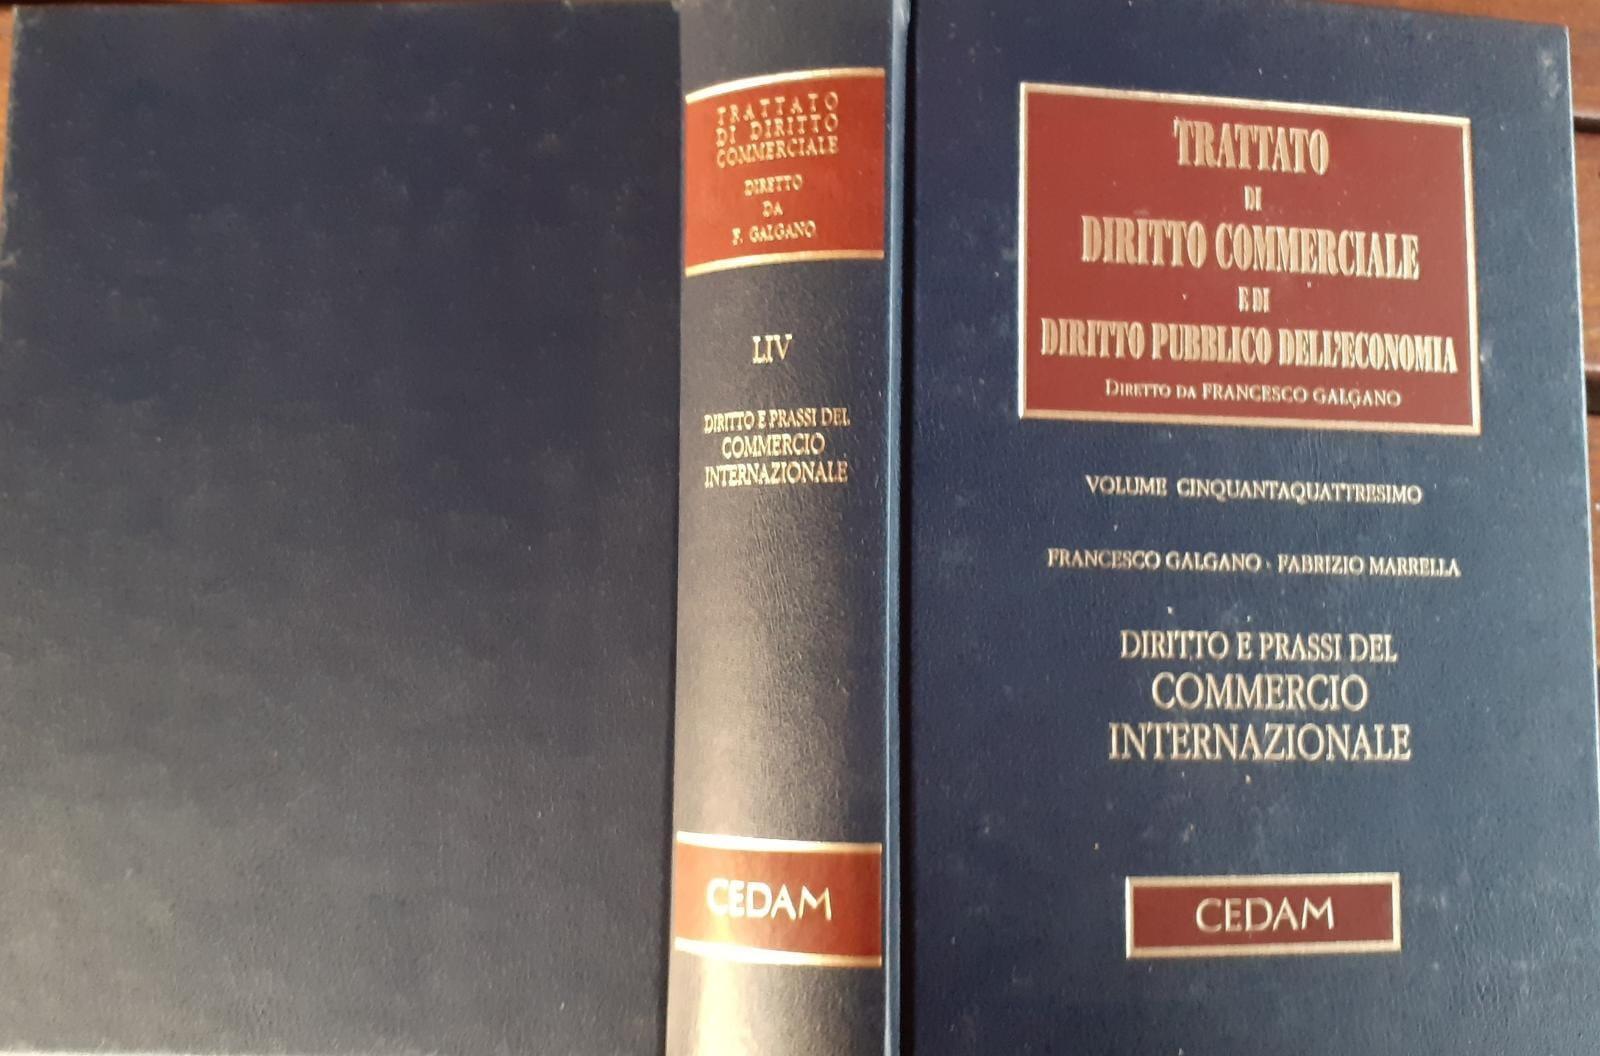 TRATTATO
DI DIRITTO
COMMERCIALE
DIRETTO
DA
F. GALGANO
LIV
DIRITTO E PRASSI DEL
COMMERCIO
INTERNAZIONALE
CEDAM
TRATTATO
DI
DIRITTO COMMERCIALE
E DI
DIRITTO PUBBLICO DELL'ECONOMIA
DIRETTO DA FRANCESCO GALGANO
VOLUME CINQUANTAQUATTRESIMO
FRANCESCO GALGANO · FABRIZIO MARRELLA
DIRITTO E PRASSI DEL
COMMERCIO
INTERNAZIONALE
CEDAM